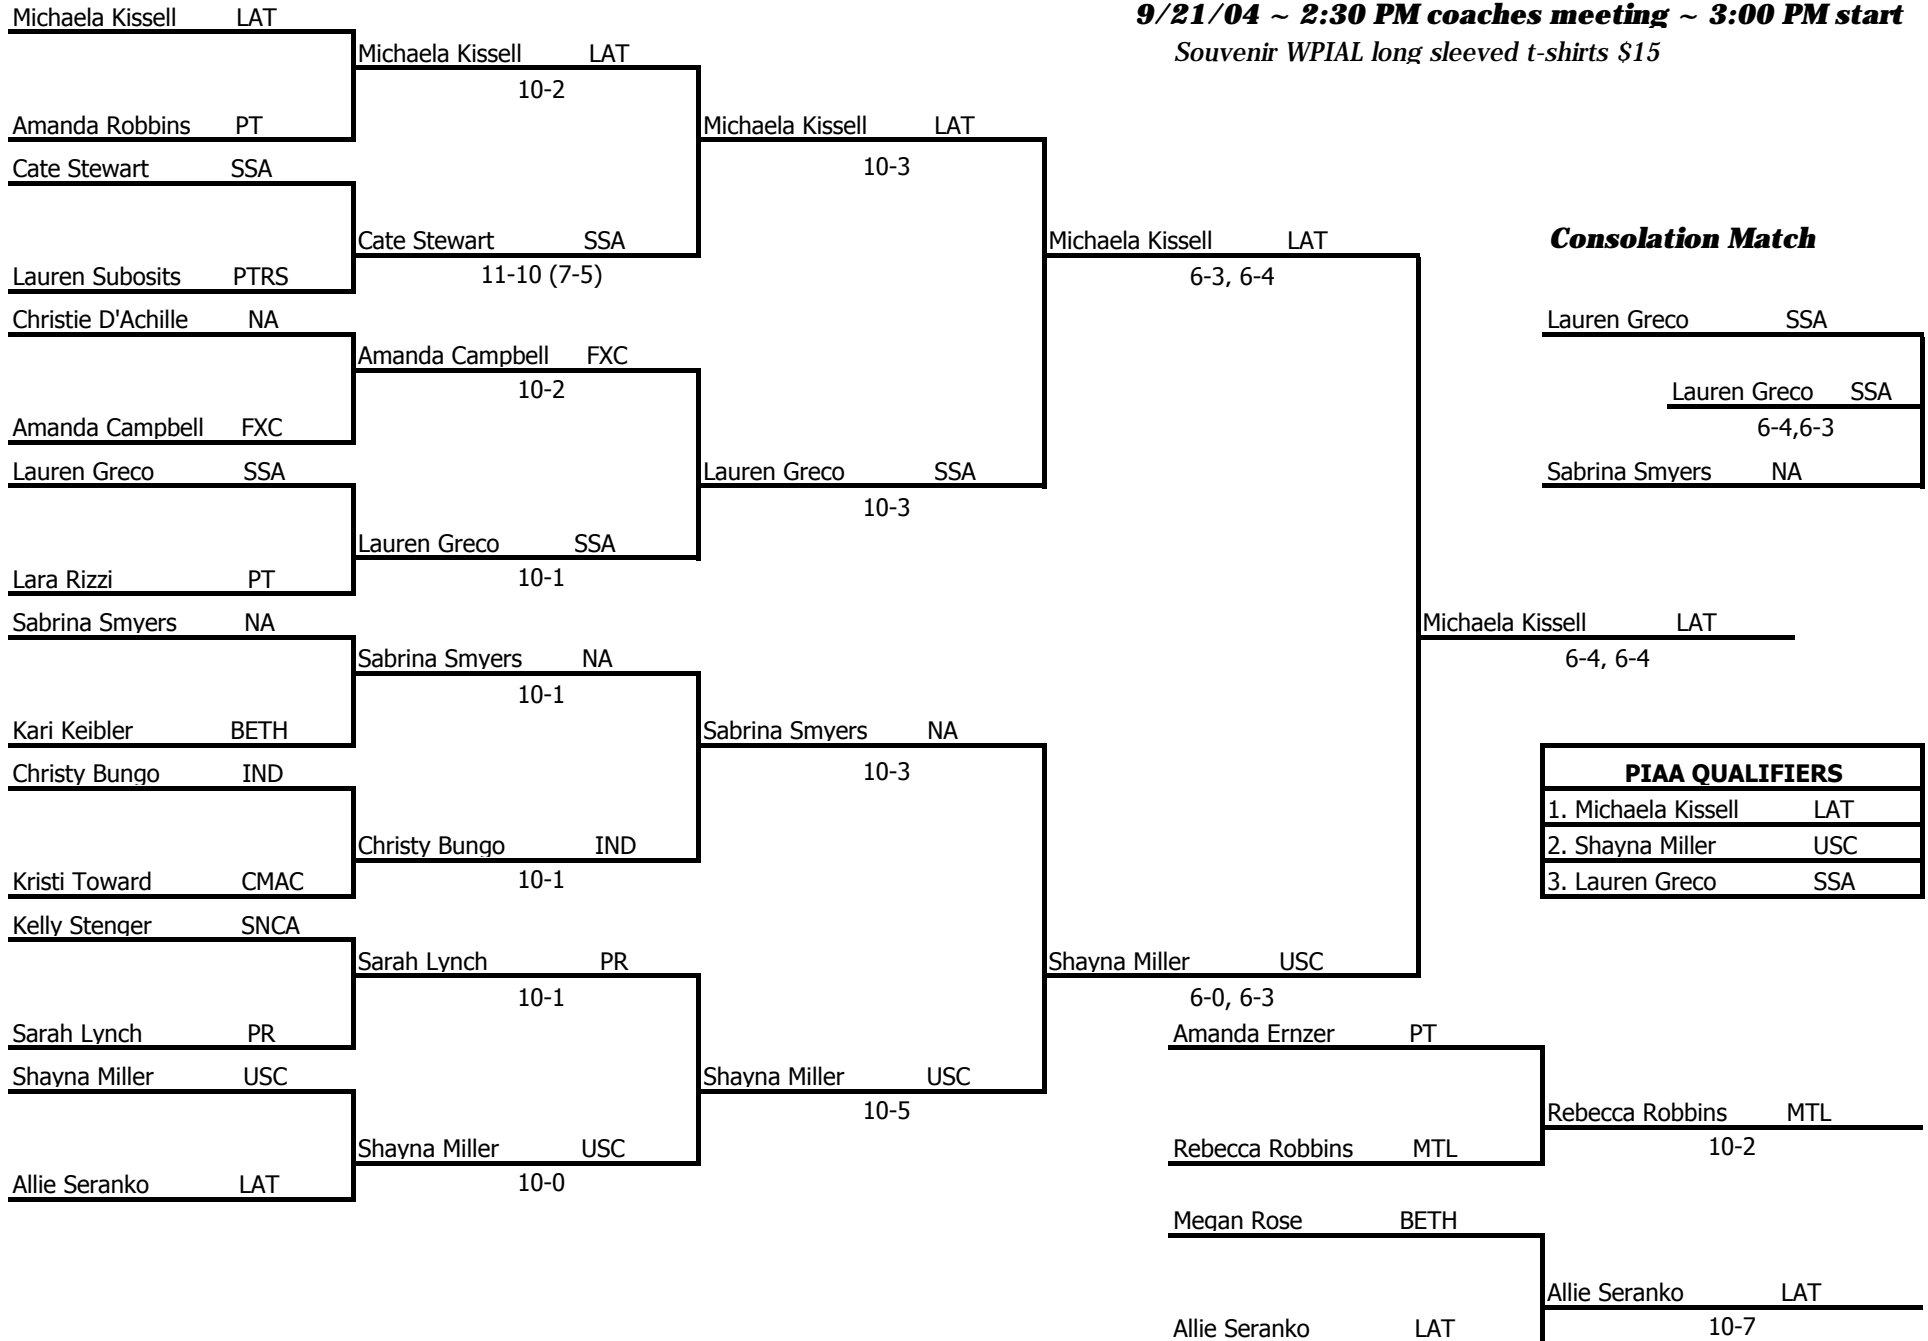 9/21/04 ~ 2:30 PM coaches meeting ~ 3:00 PM start
Souvenir WPIAL long sleeved t-shirts $15
Michaela Kissell LAT
Amanda Robbins PT
Cate Stewart SSA
Lauren Subosits PTRS
Christie D'Achille NA
Amanda Campbell FXC
Lauren Greco SSA
Lara Rizzi PT
Sabrina Smyers NA
Kari Keibler BETH
Christy Bungo IND
Kristi Toward CMAC
Kelly Stenger SNCA
Sarah Lynch PR
Shayna Miller USC
Allie Seranko LAT
Michaela Kissell LAT
10-2
Cate Stewart SSA
11-10 (7-5)
Amanda Campbell FXC
10-2
Lauren Greco SSA
10-1
Sabrina Smyers NA
10-1
Christy Bungo IND
10-1
Sarah Lynch PR
10-1
Shayna Miller USC
10-0
Michaela Kissell LAT
10-3
Lauren Greco SSA
10-3
Sabrina Smyers NA
10-3
Shayna Miller USC
10-5
Michaela Kissell LAT
6-3, 6-4
Shayna Miller USC
6-0, 6-3
Michaela Kissell LAT
6-4, 6-4
Consolation Match
Lauren Greco SSA
Lauren Greco SSA
6-4,6-3
Sabrina Smyers NA
PIAA QUALIFIERS
1. Michaela Kissell LAT
2. Shayna Miller USC
3. Lauren Greco SSA
Amanda Ernzer PT
Rebecca Robbins MTL
Rebecca Robbins MTL
10-2
Megan Rose BETH
Allie Seranko LAT
Allie Seranko LAT
10-7